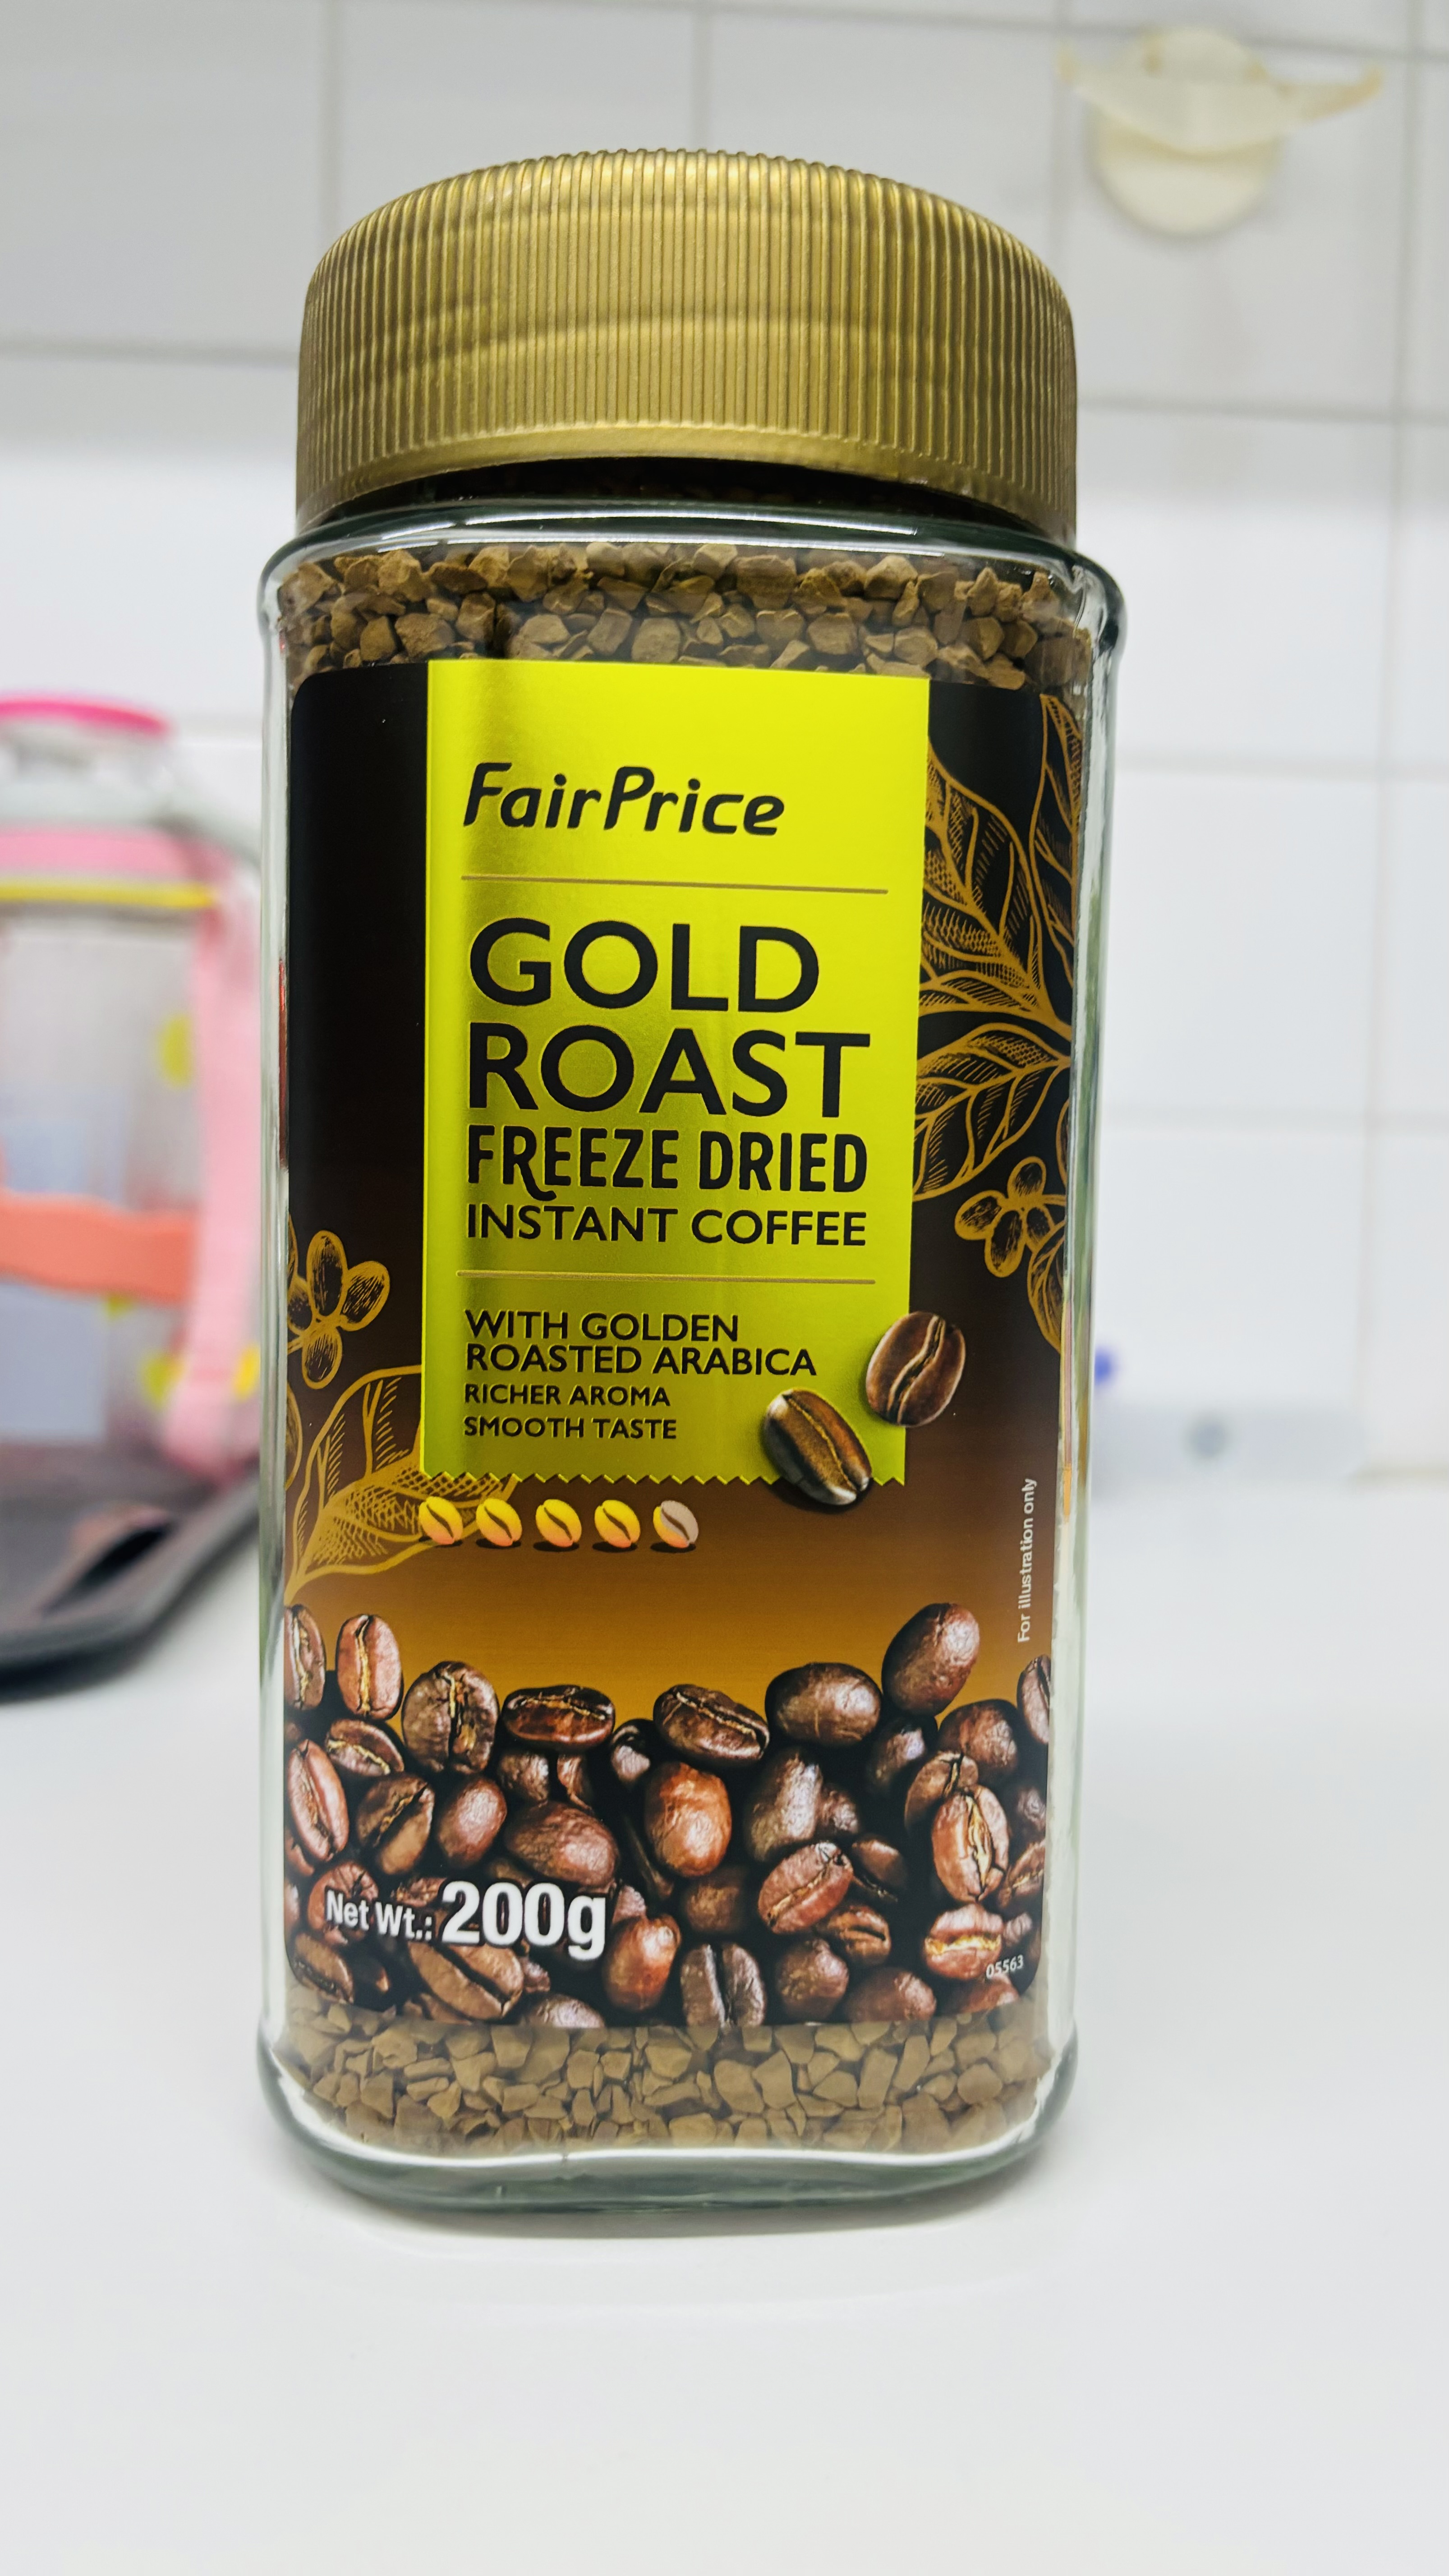 FairPrice
GOLD
ROAST
FREEZE DRIED
INSTANT COFFEE
WITH GOLDEN
ROASTED ARABICA
RICHER AROMA
SMOOTH TASTE
For illustration only
Net Wt.: 200g
05563